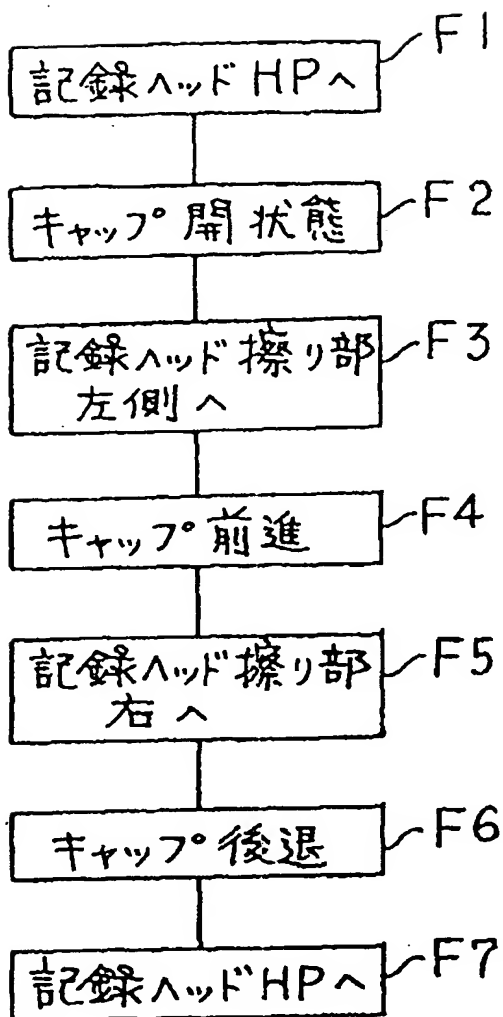 F1
記録ヘッドHPへ
F2
キャップ開状態
F3
記録ヘッド擦り部
左側へ
F4
キャップ前進
F5
記録ヘッド擦り部
右へ
F6
キャップ後退
F7
記録ヘッドHPへ